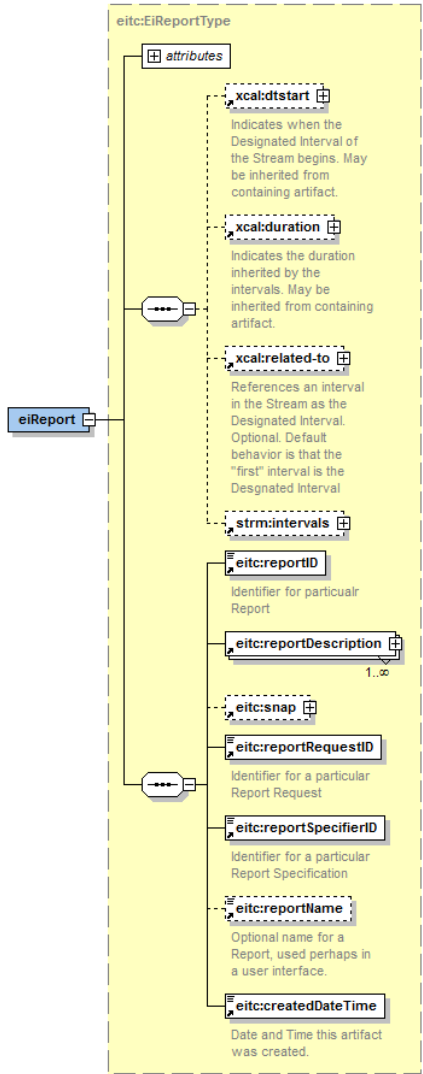 eitc:EiReportType
attributes
xcal:dtstart
Indicates when the
Designated Interval of
the Stream begins. May
be inherited from
containing artifact.
xcal:duration
Indicates the duration
inherited by the
intervals. May be
inherited from containing
artifact.
xcal:related-to
References an interval
in the Stream as the
Designated Interval.
Optional. Default
behavior is that the
"first" interval is the
Desgnated Interval
strm:intervals
eiReport
eitc:reportID
Identifier for particualr
Report
eitc:reportDescription
1..∞
eitc:snap
eitc:reportRequestID
Identifier for a particular
Report Request
eitc:reportSpecifierID
Identifier for a particular
Report Specification
eitc:reportName
Optional name for a
Report, used perhaps in
a user interface.
eitc:createdDateTime
Date and Time this artifact
was created.